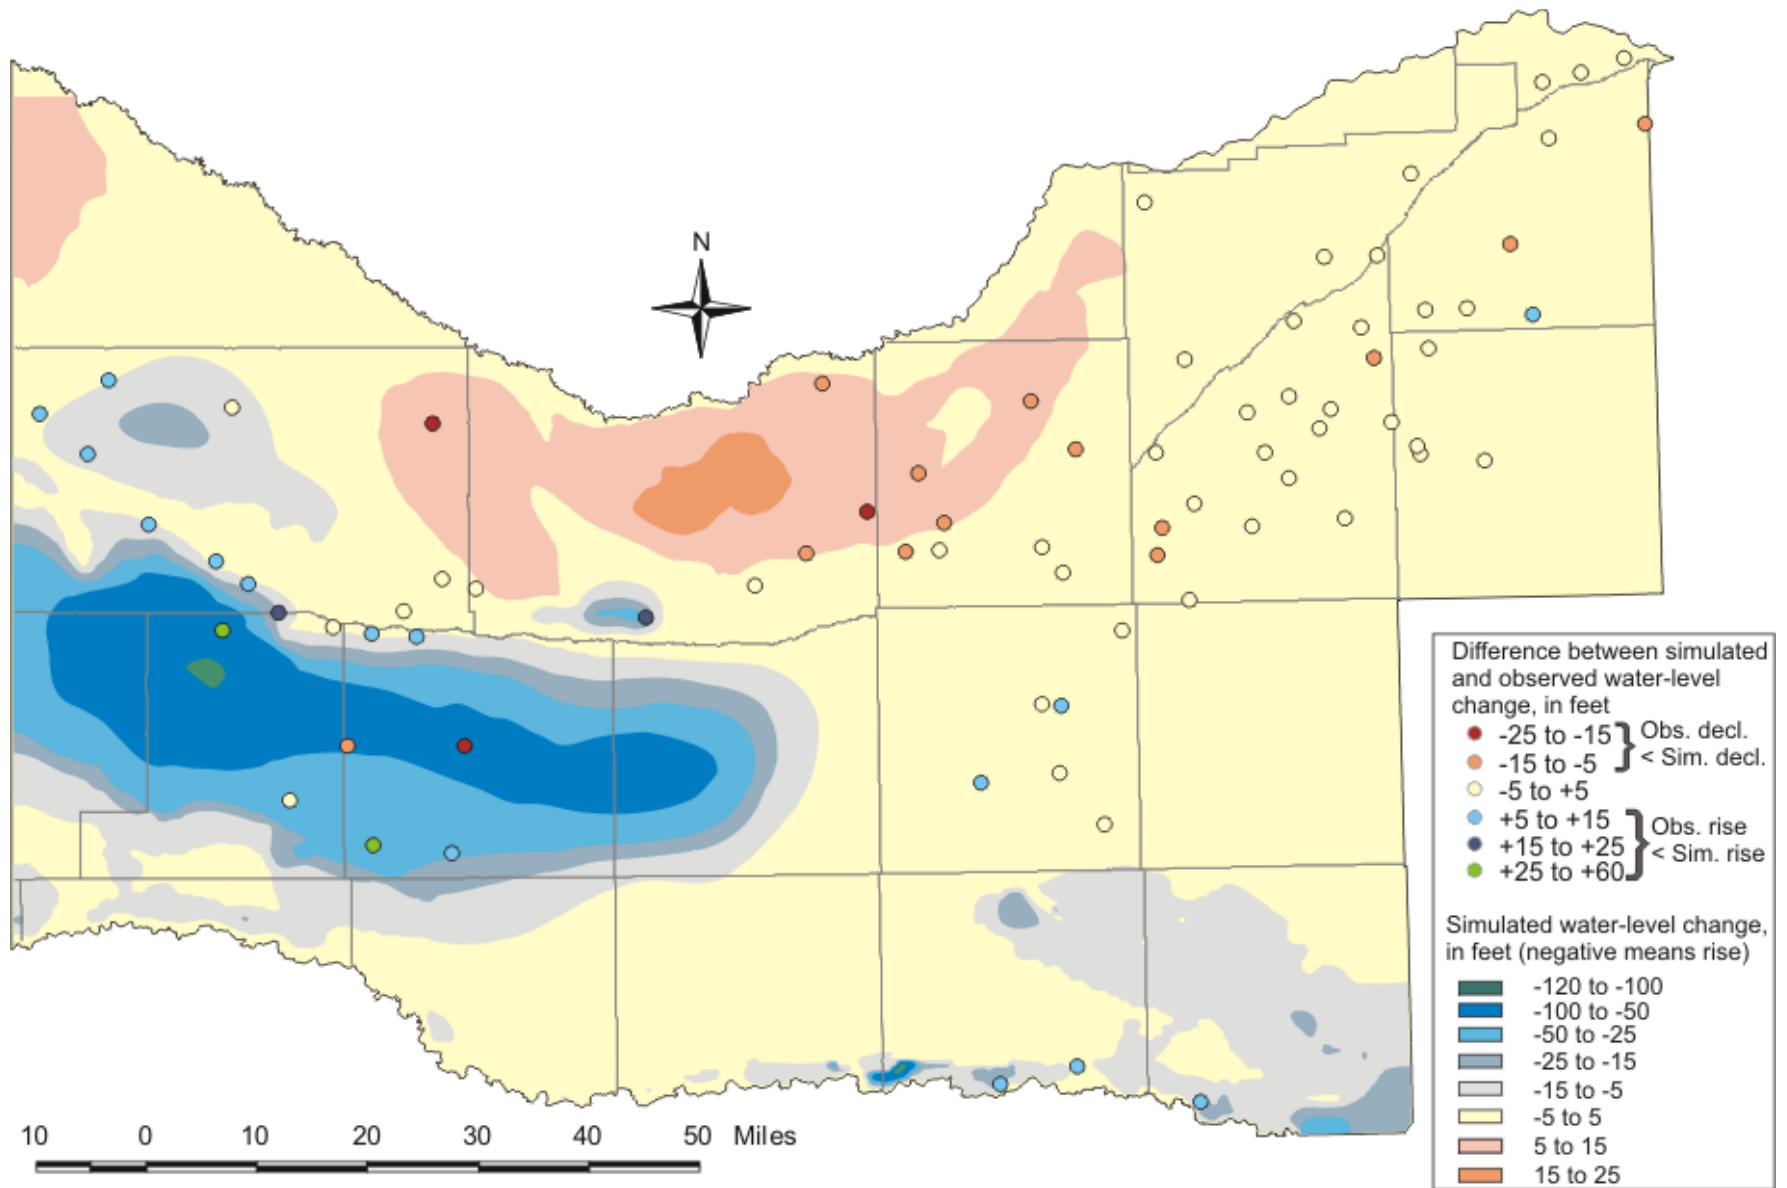 N
Difference between simulated
and observed water-level
change, in feet
-25 to -15
-15 to -5
Obs. decl.
< Sim. decl.
-5 to +5
+5 to +15
+15 to +25
+25 to +60
Obs. rise
< Sim. rise
Simulated water-level change,
in feet (negative means rise)
-120 to -100
-100 to -50
-50 to -25
-25 to -15
-15 to -5
-5 to 5
5 to 15
15 to 25
10 0 10 20 30 40 50 Miles